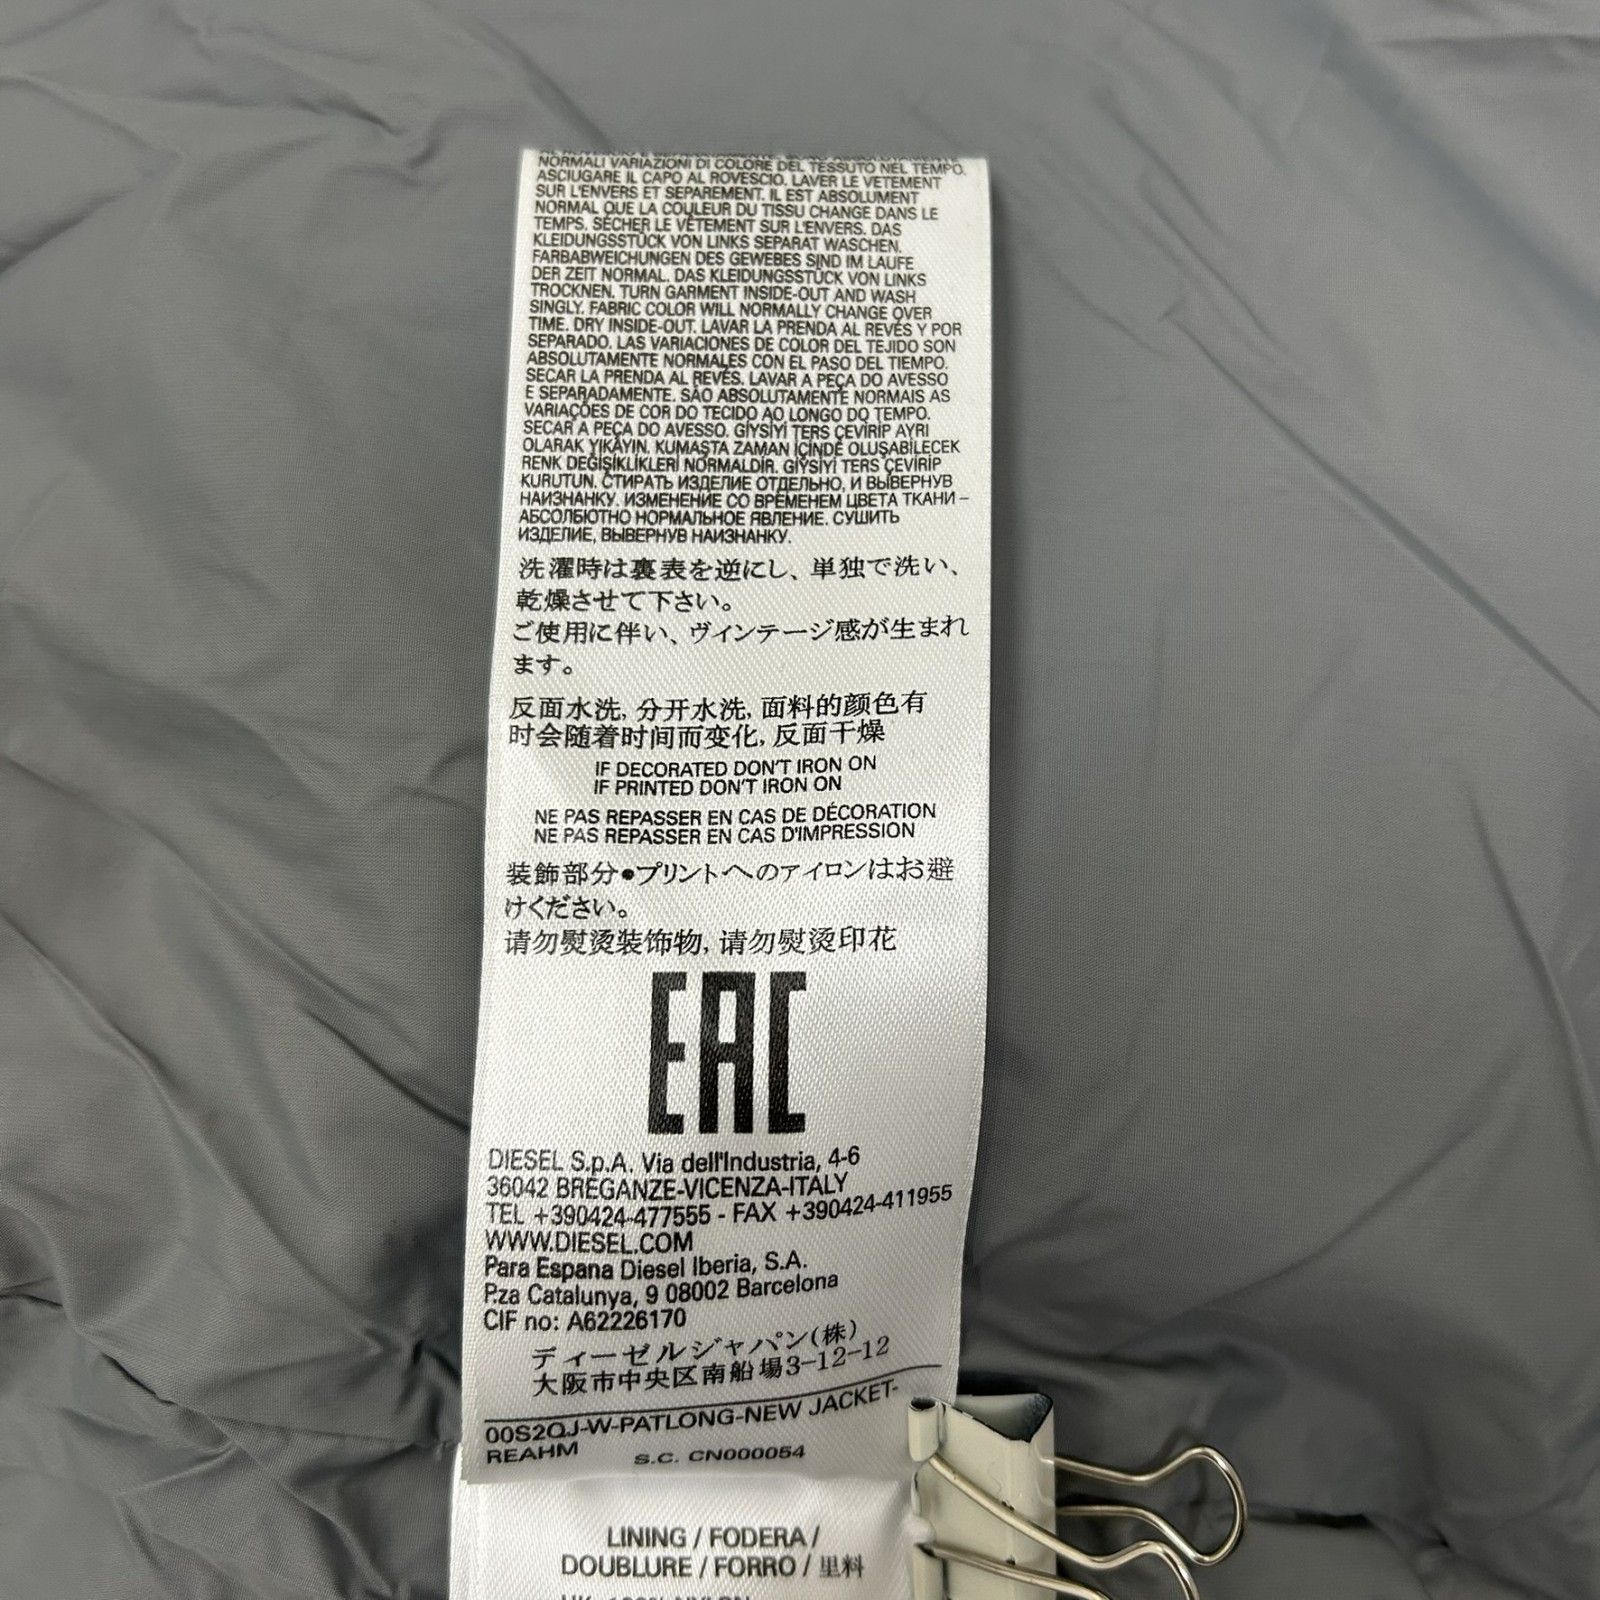 NORMALI VARIAZIONI DI COLORE DEL TESSUTO NEL TEMPO.
ASCIUGARE IL CAPO AL ROVESCIO. LAVER LE VETEMENT
SUR L'ENVERS ET SEPAREMENT. IL EST ABSOLUMENT
NORMAL QUE LA COULEUR DU TISSU CHANGE DANS LE
TEMPS. SÉCHER LE VÊTEMENT SUR L'ENVERS. DAS
KLEIDUNGSSTÜCK VON LINKS SEPARAT WASCHEN.
FARBABWEICHUNGEN DES GEWEBES SIND IM LAUFE
DER ZEIT NORMAL. DAS KLEIDUNGSSTÜCK VON LINKS
TROCKNEN. TURN GARMENT INSIDE-OUT AND WASH
SINGLY. FABRIC COLOR WILL NORMALLY CHANGE OVER
TIME. DRY INSIDE-OUT. LAVAR LA PRENDA AL REVÉS Y POR
SEPARADO. LAS VARIACIONES DE COLOR DEL TEJIDO SON
ABSOLUTAMENTE NORMALES CON EL PASO DEL TIEMPO.
SECAR LA PRENDA AL REVÉS. LAVAR A PEÇA DO AVESSO
E SEPARADAMENTE. SÃO ABSOLUTAMENTE NORMAIS AS
VARIAÇÕES DE COR DO TECIDO AO LONGO DO TEMPO.
SECAR A PEÇA DO AVESSO. GİYSİYİ TERS ÇEVİRİP AYRI
OLARAK YIKAYIN. KUMAŞTA ZAMAN İÇİNDE OLUŞABİLECEK
RENK DEĞİŞİKLİKLERİ NORMALDİR. GİYSİYİ TERS ÇEVİRİP
KURUTUN. СТИРАТЬ ИЗДЕЛИЕ ОТДЕЛЬНО, И ВЫВЕРНУВ
НАИЗНАНКУ. ИЗМЕНЕНИЕ СО ВРЕМЕНЕМ ЦВЕТА ТКАНИ –
АБСОЛБЮТНО НОРМАЛЬНОЕ ЯВЛЕНИЕ. СУШИТЬ
ИЗДЕЛИЕ, ВЫВЕРНУВ НАИЗНАНКУ.
洗濯時は裏表を逆にし、単独で洗い、
乾燥させて下さい。
ご使用に伴い、ヴィンテージ感が生まれ
ます。
反面水洗, 分开水洗, 面料的颜色有
时会随着时间而变化, 反面干燥
IF DECORATED DON'T IRON ON
IF PRINTED DON'T IRON ON
NE PAS REPASSER EN CAS DE DÉCORATION
NE PAS REPASSER EN CAS D'IMPRESSION
装飾部分●プリントへのアイロンはお避
けください。
请勿熨烫装饰物, 请勿熨烫印花
EAC
DIESEL S.p.A. Via dell'Industria, 4-6
36042 BREGANZE-VICENZA-ITALY
TEL +390424-477555 - FAX +390424-411955
WWW.DIESEL.COM
Para Espana Diesel Iberia, S.A.
P.za Catalunya, 9 08002 Barcelona
CIF no: A62226170
ディーゼルジャパン(株)
大阪市中央区南船場3-12-12
00S2QJ-W-PATLONG-NEW JACKET-
REAHM S.C. CN000054
LINING / FODERA /
DOUBLURE / FORRO / 里料